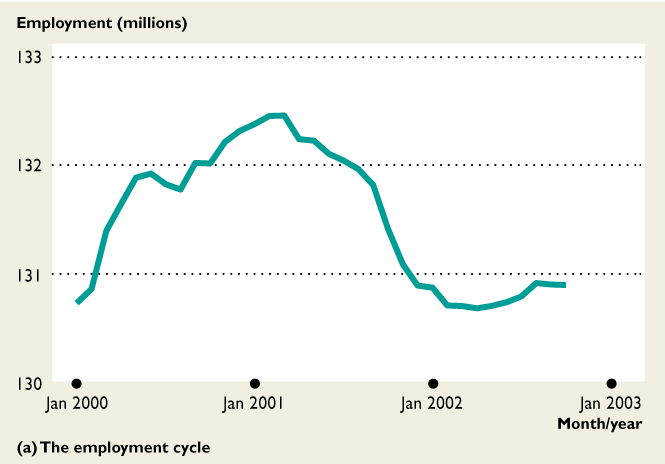 Employment (millions)
133
132
131
130
Jan 2000 Jan 2001 Jan 2002 Jan 2003
Month/year
(a) The employment cycle